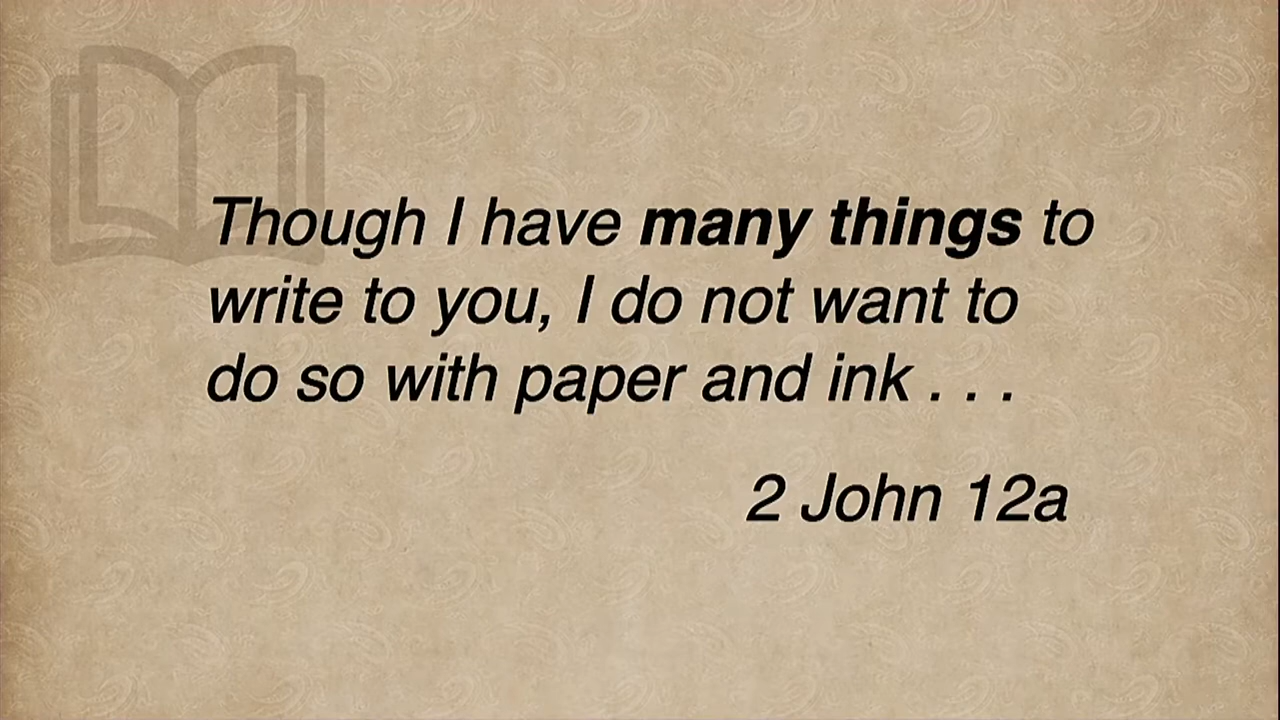 Though I have many things to
write to you, I do not want to
do so with paper and ink . . .
2 John 12a